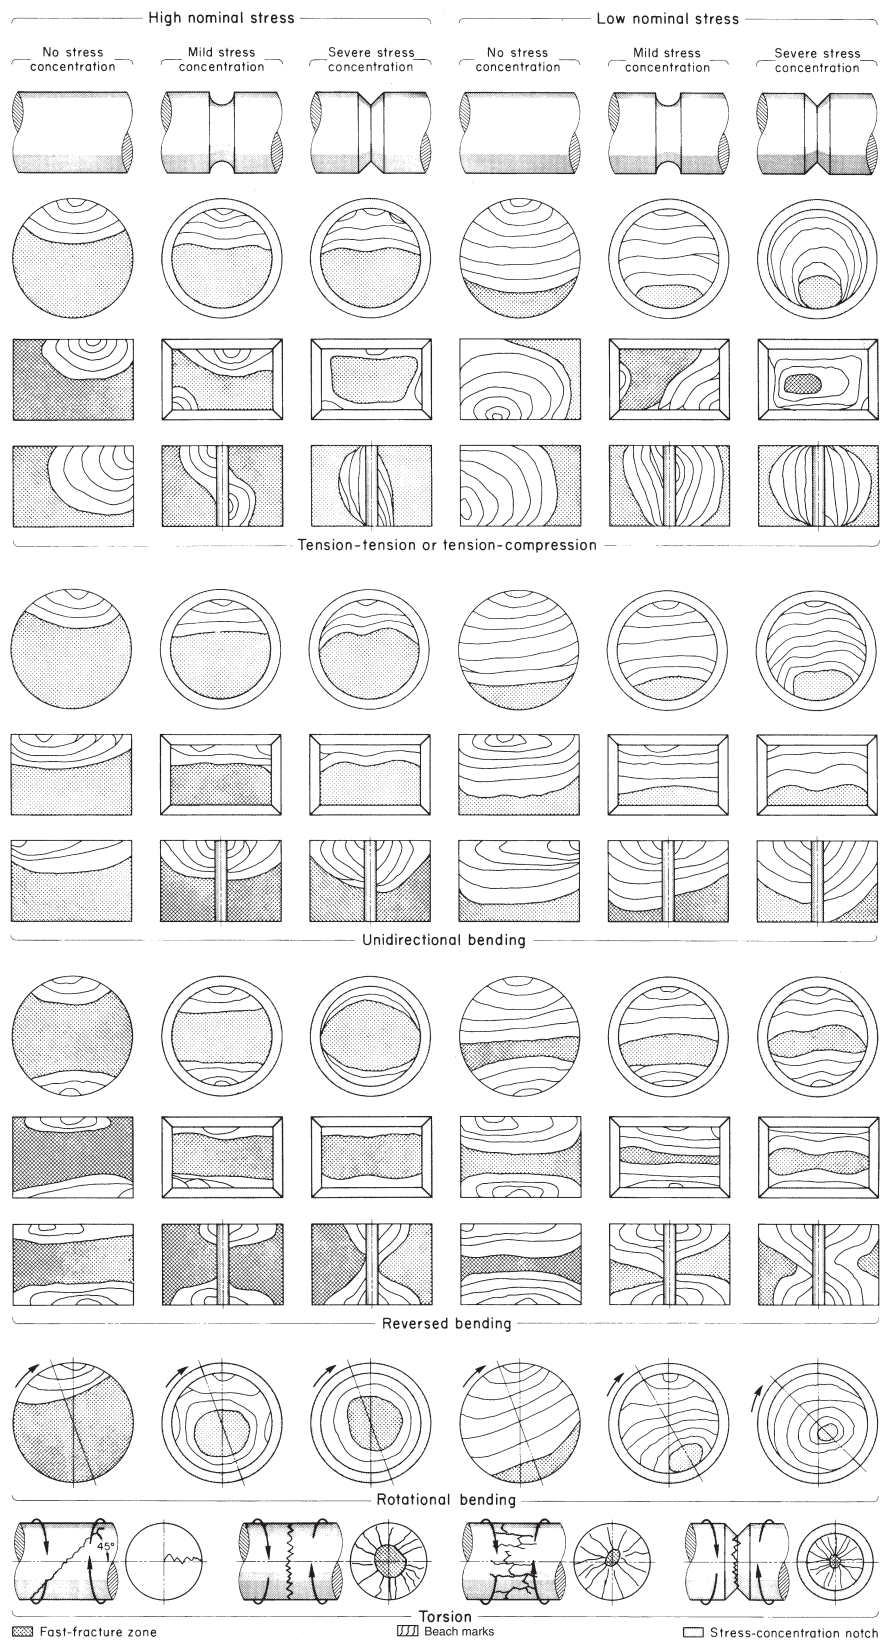 High nominal stress
Low nominal stress
No stress concentration
Mild stress concentration
Severe stress concentration
No stress concentration
Mild stress concentration
Severe stress concentration
Tension-tension or tension-compression
Unidirectional bending
Reversed bending
Rotational bending
45°
Torsion
Fast-fracture zone
Beach marks
Stress-concentration notch